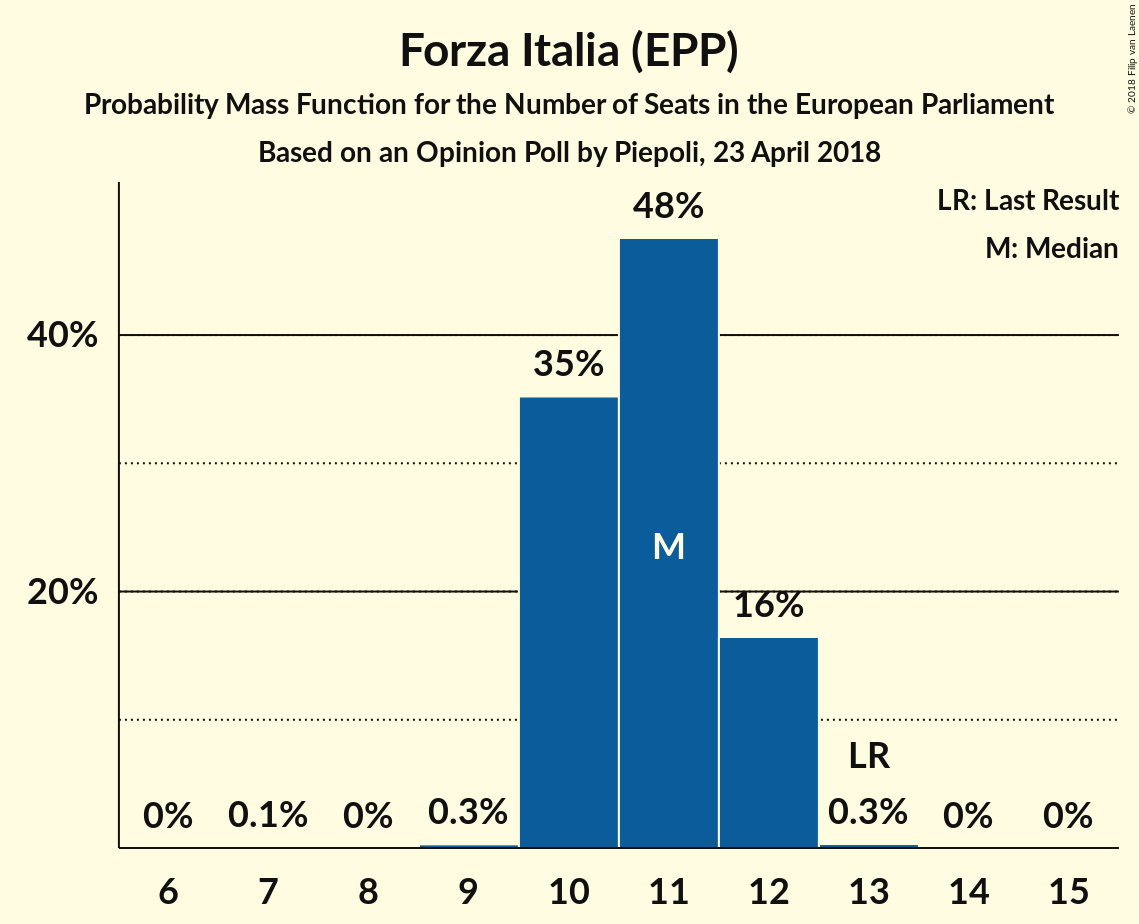 Forza Italia (EPP)
Probability Mass Function for the Number of Seats in the European Parliament
Based on an Opinion Poll by Piepoli, 23 April 2018
© 2018 Filip van Laenen
LR: Last Result
M: Median
48%
40%
35%
M
20%
16%
LR
0% 0.1% 0% 0.3% 0.3% 0% 0%
6 7 8 9 10 11 12 13 14 15